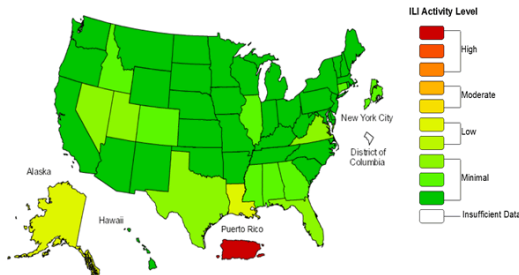 ILI Activity Level
High
Moderate
New York City
Low
District of
Columbia
Alaska
Minimal
Hawaii
Puerto Rico
Insufficient Data